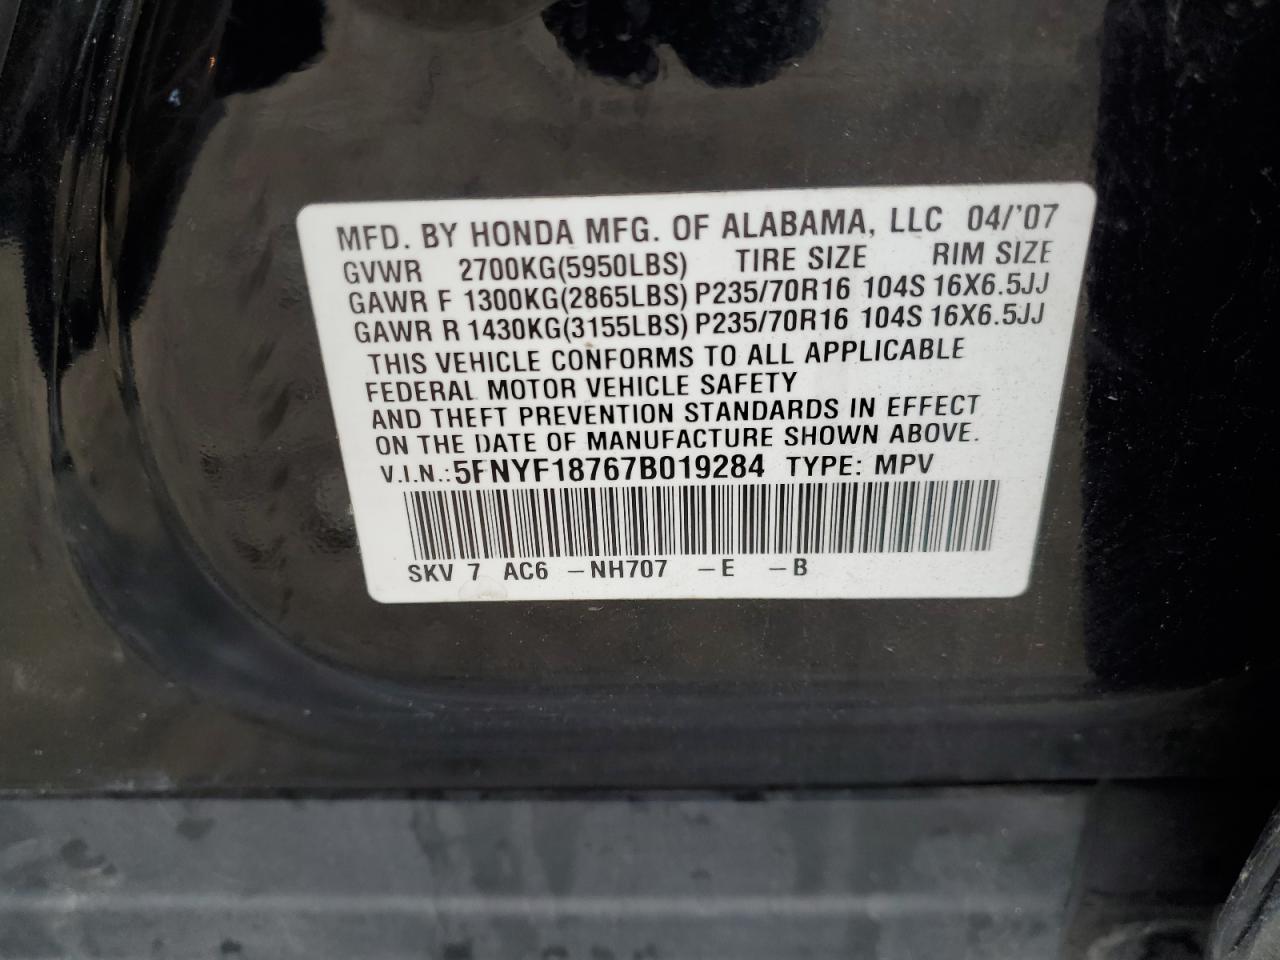 MFD. BY HONDA MFG. OF ALABAMA, LLC 04/'07
GVWR 2700KG(5950LBS) TIRE SIZE RIM SIZE
GAWR F 1300KG(2865LBS) P235/70R16 104S 16X6.5JJ
GAWR R 1430KG(3155LBS) P235/70R16 104S 16X6.5JJ
THIS VEHICLE CONFORMS TO ALL APPLICABLE
FEDERAL MOTOR VEHICLE SAFETY
AND THEFT PREVENTION STANDARDS IN EFFECT
ON THE DATE OF MANUFACTURE SHOWN ABOVE.
V.I.N.: 5FNYF18767B019284 TYPE: MPV
SKV 7 AC6 -NH707 -E -B